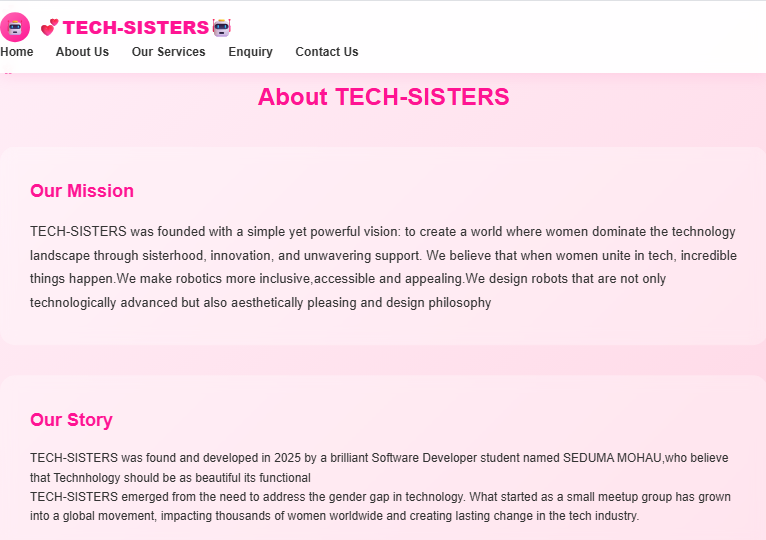 💕 TECH-SISTERS🤖
Home About Us Our Services Enquiry Contact Us
About TECH-SISTERS
Our Mission
TECH-SISTERS was founded with a simple yet powerful vision: to create a world where women dominate the technology
landscape through sisterhood, innovation, and unwavering support. We believe that when women unite in tech, incredible
things happen.We make robotics more inclusive,accessible and appealing.We design robots that are not only
technologically advanced but also aesthetically pleasing and design philosophy
Our Story
TECH-SISTERS was found and developed in 2025 by a brilliant Software Developer student named SEDUMA MOHAU,who believe
that Technhology should be as beautiful its functional
TECH-SISTERS emerged from the need to address the gender gap in technology. What started as a small meetup group has grown
into a global movement, impacting thousands of women worldwide and creating lasting change in the tech industry.